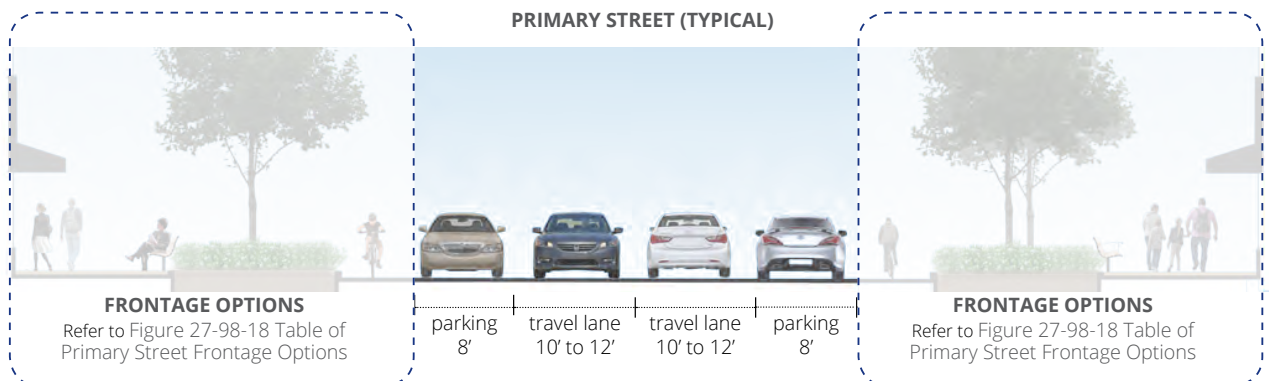 PRIMARY STREET (TYPICAL)
FRONTAGE OPTIONS
Refer to Figure 27-98-18 Table of
Primary Street Frontage Options
parking
8’
travel lane
10’ to 12’
travel lane
10’ to 12’
parking
8’
FRONTAGE OPTIONS
Refer to Figure 27-98-18 Table of
Primary Street Frontage Options